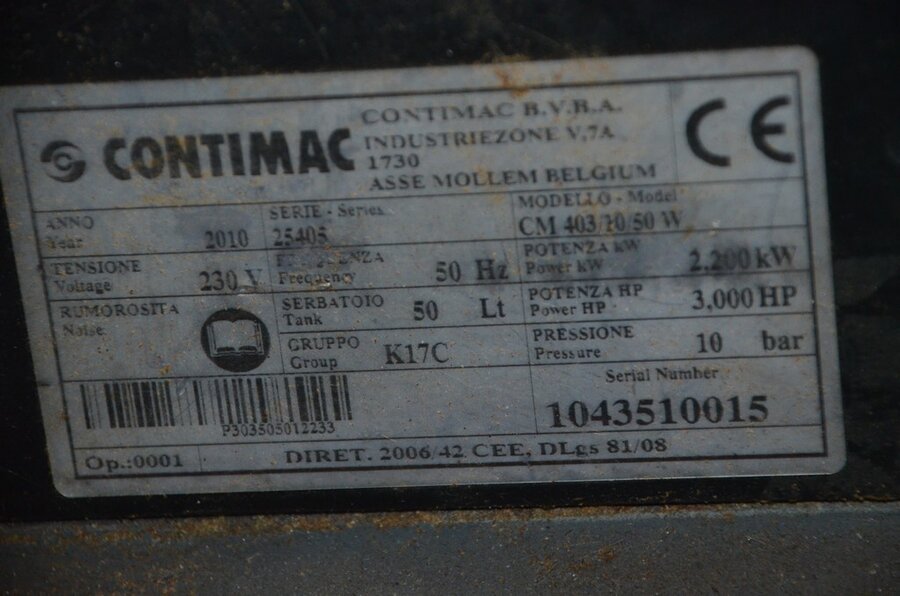 CONTIMAC
CONTIMAC B.V.B.A.
INDUSTRIEZONE V.7A
1730
ASSE MOLLEM BELGIUM
CE
ANNO
Year 2010
SERIE - Series
25405
MODELLO - Model
CM 403/10/50 W
TENSIONE
Voltage 230 V
FREQUENZA
Frequency 50 Hz
POTENZA kW
Power kW 2,200 kW
RUMOROSITA
Noise
SERBATOIO
Tank 50 Lt
POTENZA HP
Power HP 3,000 HP
GRUPPO
Group K17C
PRESSIONE
Pressure 10 bar
P303505012233
Serial Number
1043510015
Op.:0001
DIRET. 2006/42 CEE, DLgs 81/08